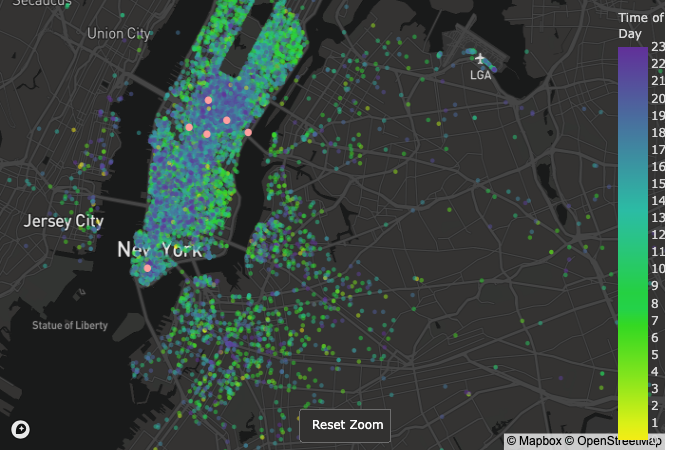 Secaucus
Union City
LGA
Jersey City
New York
Statue of Liberty
Reset Zoom
Time of
Day
23
22
21
20
19
18
17
16
15
14
13
12
11
10
9
8
7
6
5
4
3
2
1
0
© Mapbox © OpenStreetMap